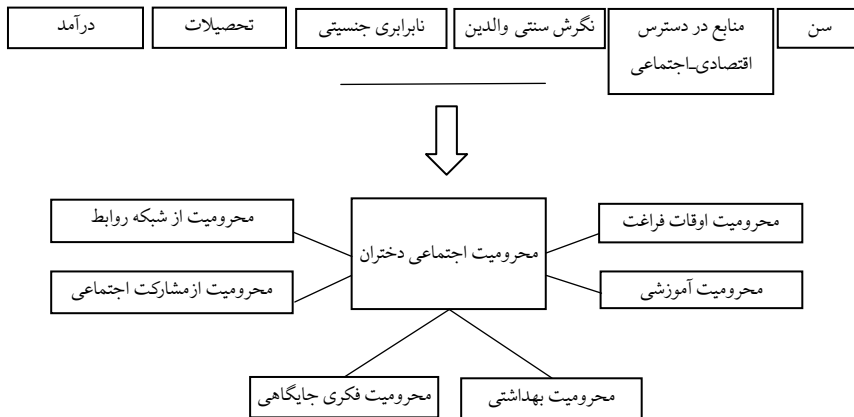 سن
منابع در دسترس
اقتصادی-اجتماعی
نگرش سنتی والدین
نابرابری جنسیتی
تحصیلات
درآمد
محرومیت اوقات فراغت
محرومیت اجتماعی دختران
محرومیت از شبکه روابط
محرومیت آموزشی
محرومیت ازمشارکت اجتماعی
محرومیت بهداشتی
محرومیت فکری جایگاهی